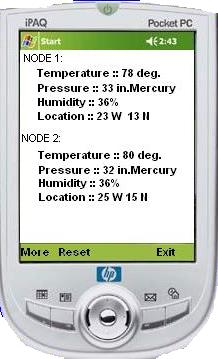 iPAQ Pocket PC
Start 2:43
NODE 1:
Temperature :: 78 deg.
Pressure :: 33 in.Mercury
Humidity :: 36%
Location :: 23 W 13 N
NODE 2:
Temperature :: 80 deg.
Pressure :: 32 in.Mercury
Humidity :: 36%
Location :: 25 W 15 N
More Reset Exit
hp